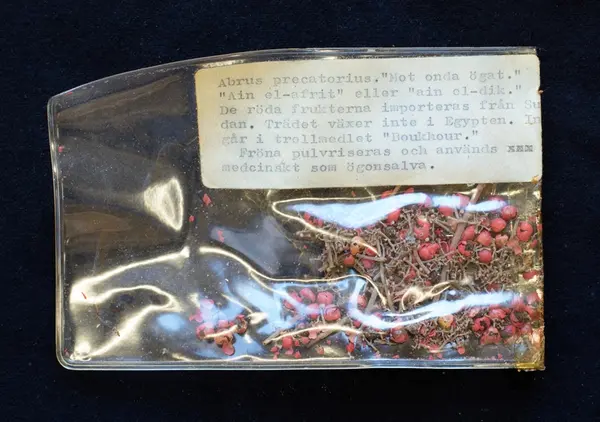 Abrus precatorius."Mot onda ögat."
"Ain el-afrit" eller "ain el-dik."
De röda frukterna importeras från Su
dan. Trädet växer inte i Egypten. In
går i trollmedlet "Boukhour."
Fröna pulvriseras och används xxx
medcinskt som ögonsalva.